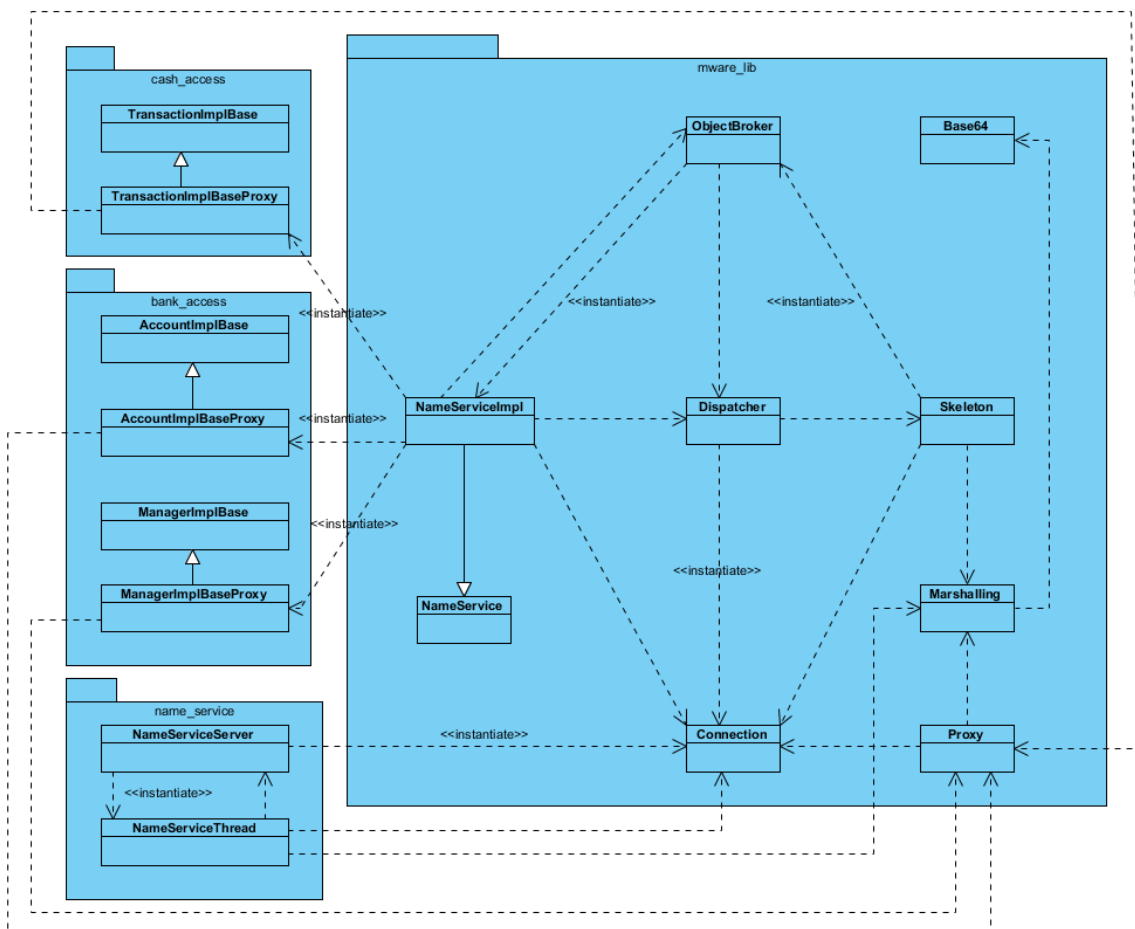 cash_access
TransactionImplBase
TransactionImplBaseProxy
bank_access
AccountImplBase
AccountImplBaseProxy
ManagerImplBase
ManagerImplBaseProxy
name_service
NameServiceServer
<<instantiate>>
NameServiceThread
<<instantiate>>
<<instantiate>>
<<instantiate>>
<<instantiate>>
mware_lib
ObjectBroker
Base64
<<instantiate>>
<<instantiate>>
NameServiceImpl
Dispatcher
Skeleton
<<instantiate>>
NameService
Marshalling
Connection
Proxy